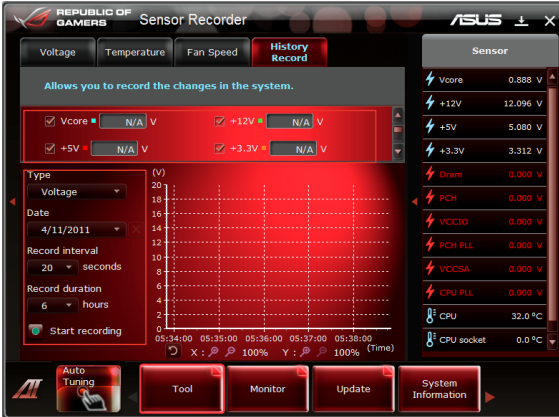 REPUBLIC OF
GAMERS
Sensor Recorder
ASUS
Voltage
Temperature
Fan Speed
History
Record
Allows you to record the changes in the system.
Vcore N/A V
+12V N/A V
+5V N/A V
+3.3V N/A V
Type
Voltage
Date
4/11/2011
Record interval
20 seconds
Record duration
6 hours
Start recording
(V)
20
18
16
14
12
10
8
6
4
2
0
05:34:00 05:35:00 05:36:00 05:37:00 05:38:00
(Time)
X : 100% Y : 100%
Sensor
Vcore 0.888 V
+12V 12.096 V
+5V 5.080 V
+3.3V 3.312 V
Dram 0.000 V
PCH 0.000 V
VCCIO 0.000 V
PCH PLL 0.000 V
VCCSA 0.000 V
CPU PLL 0.000 V
CPU 32.0 °C
CPU socket 0.0 °C
AI
Auto
Tuning
Tool
Monitor
Update
System
Information